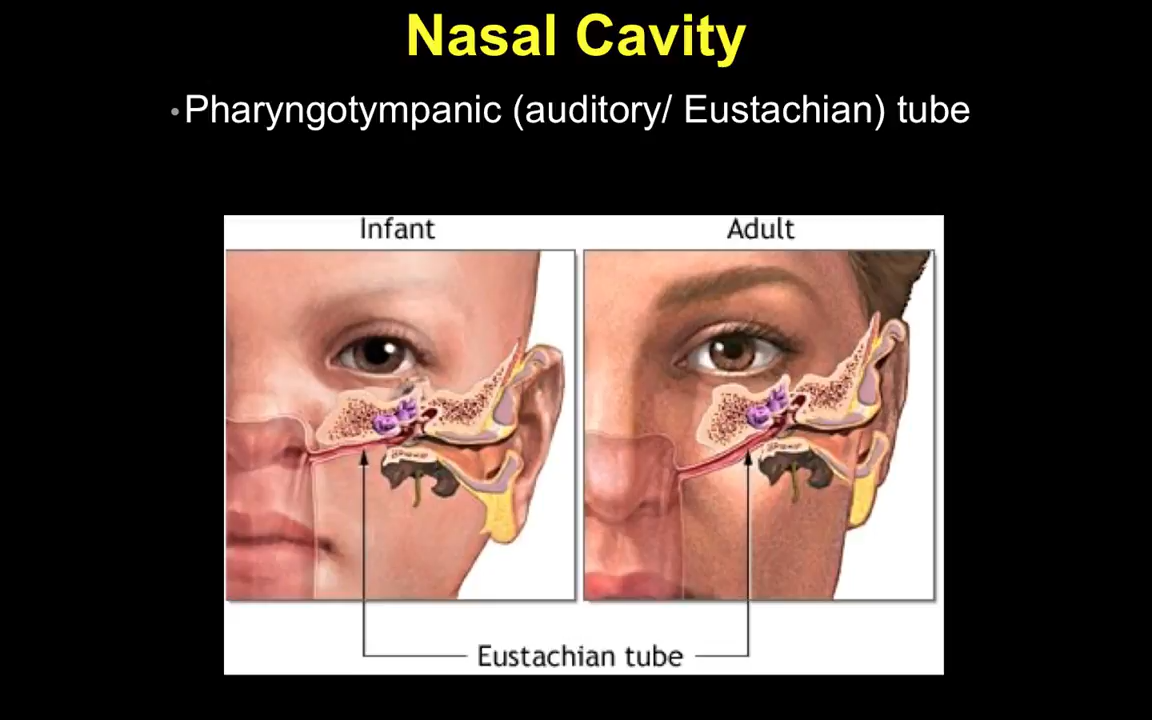 Nasal Cavity
•Pharyngotympanic (auditory/ Eustachian) tube
Infant
Adult
Eustachian tube